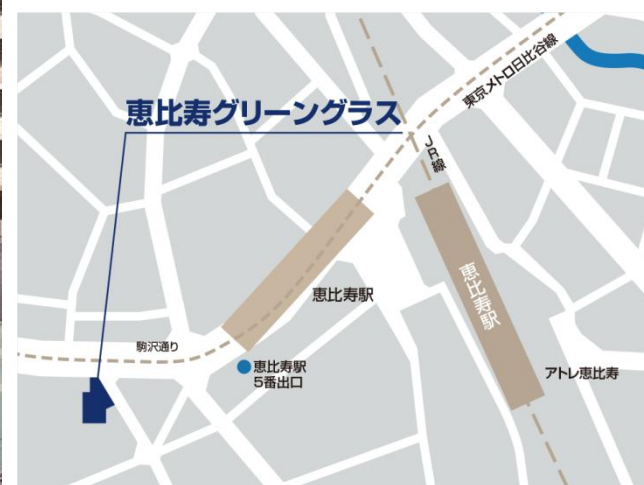 恵比寿グリーングラス
東京メトロ日比谷線
JR線
恵比寿駅
恵比寿駅
駒沢通り
恵比寿駅
5番出口
アトレ恵比寿